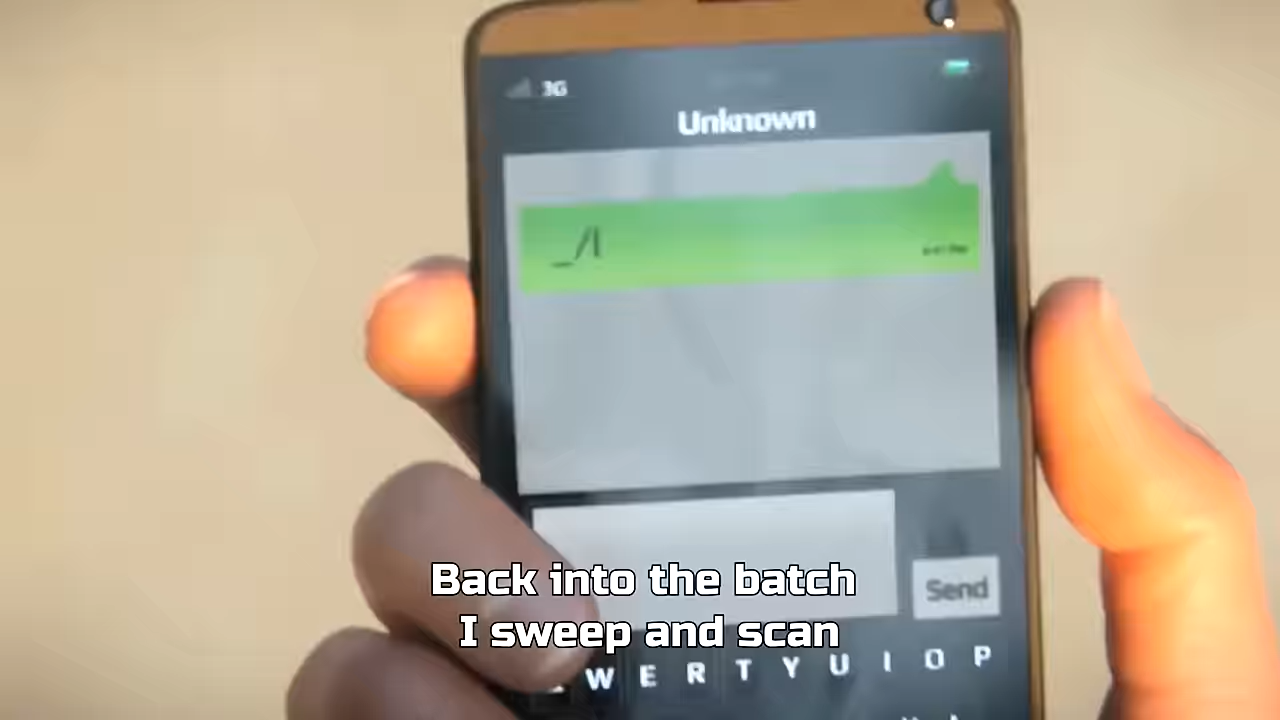 3G
Unknown
_/l
Send
W E R T Y U I O P
Back into the batch
I sweep and scan